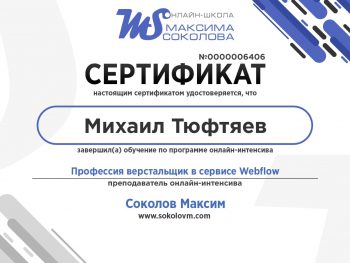 MS
ОНЛАЙН-ШКОЛА
МАКСИМА
СОКОЛОВА
№0000006406
СЕРТИФИКАТ
настоящим сертификатом удостоверяется, что
Михаил Тюфтяев
завершил(а) обучение по программе онлайн-интенсива
Профессия верстальщик в сервисе Webflow
преподаватель онлайн-интенсива
Соколов Максим
www.sokolovm.com